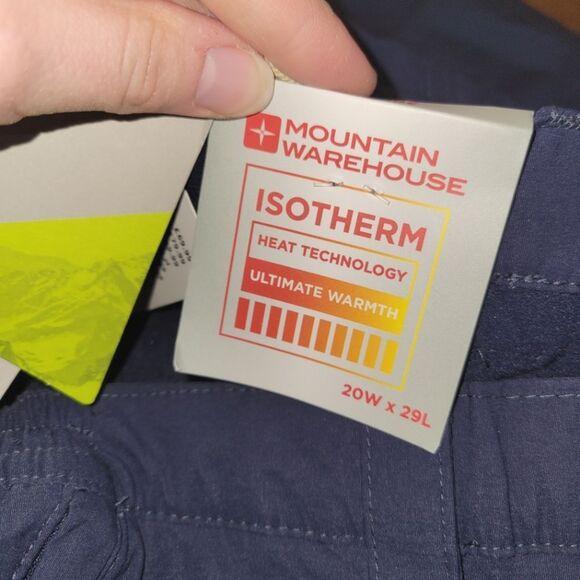 MOUNTAIN
WAREHOUSE
ISOTHERM
HEAT TECHNOLOGY
ULTIMATE WARMTH
20W x 29L